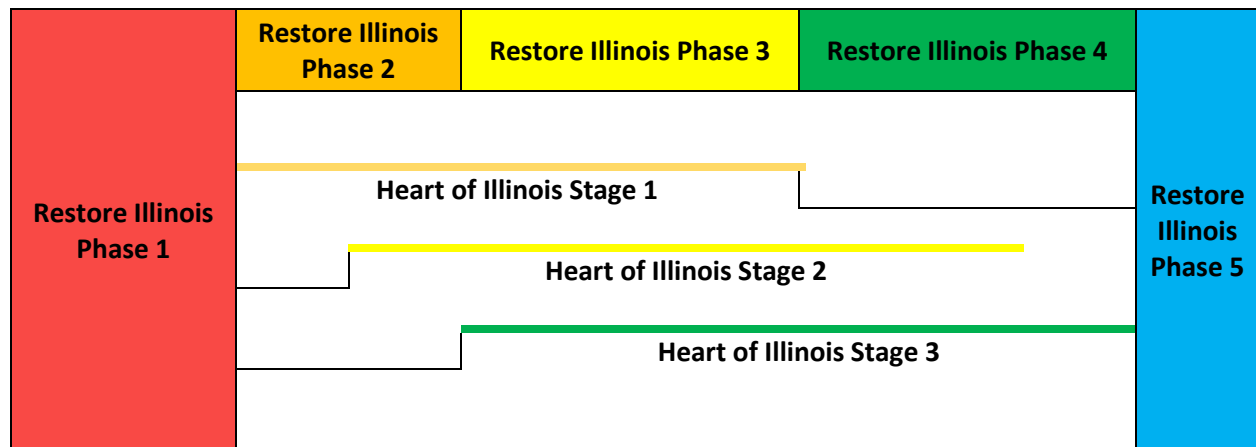 Restore Illinois
Phase 1
Restore Illinois
Phase 2
Restore Illinois Phase 3
Restore Illinois Phase 4
Heart of Illinois Stage 1
Heart of Illinois Stage 2
Heart of Illinois Stage 3
Restore
Illinois
Phase 5